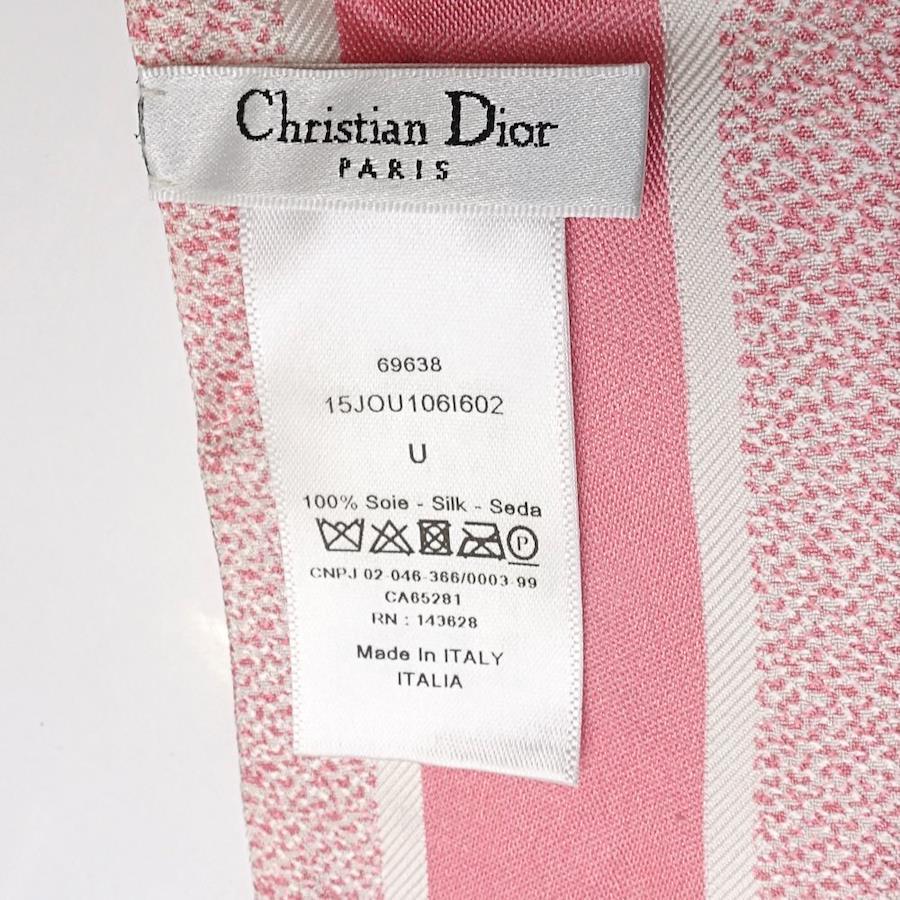 Christian Dior
PARIS
69638
15JOU106I602
U
100% Soie - Silk - Seda
P
CNPJ 02-046-366/0003-99
CA65281
RN : 143628
Made In ITALY
ITALIA